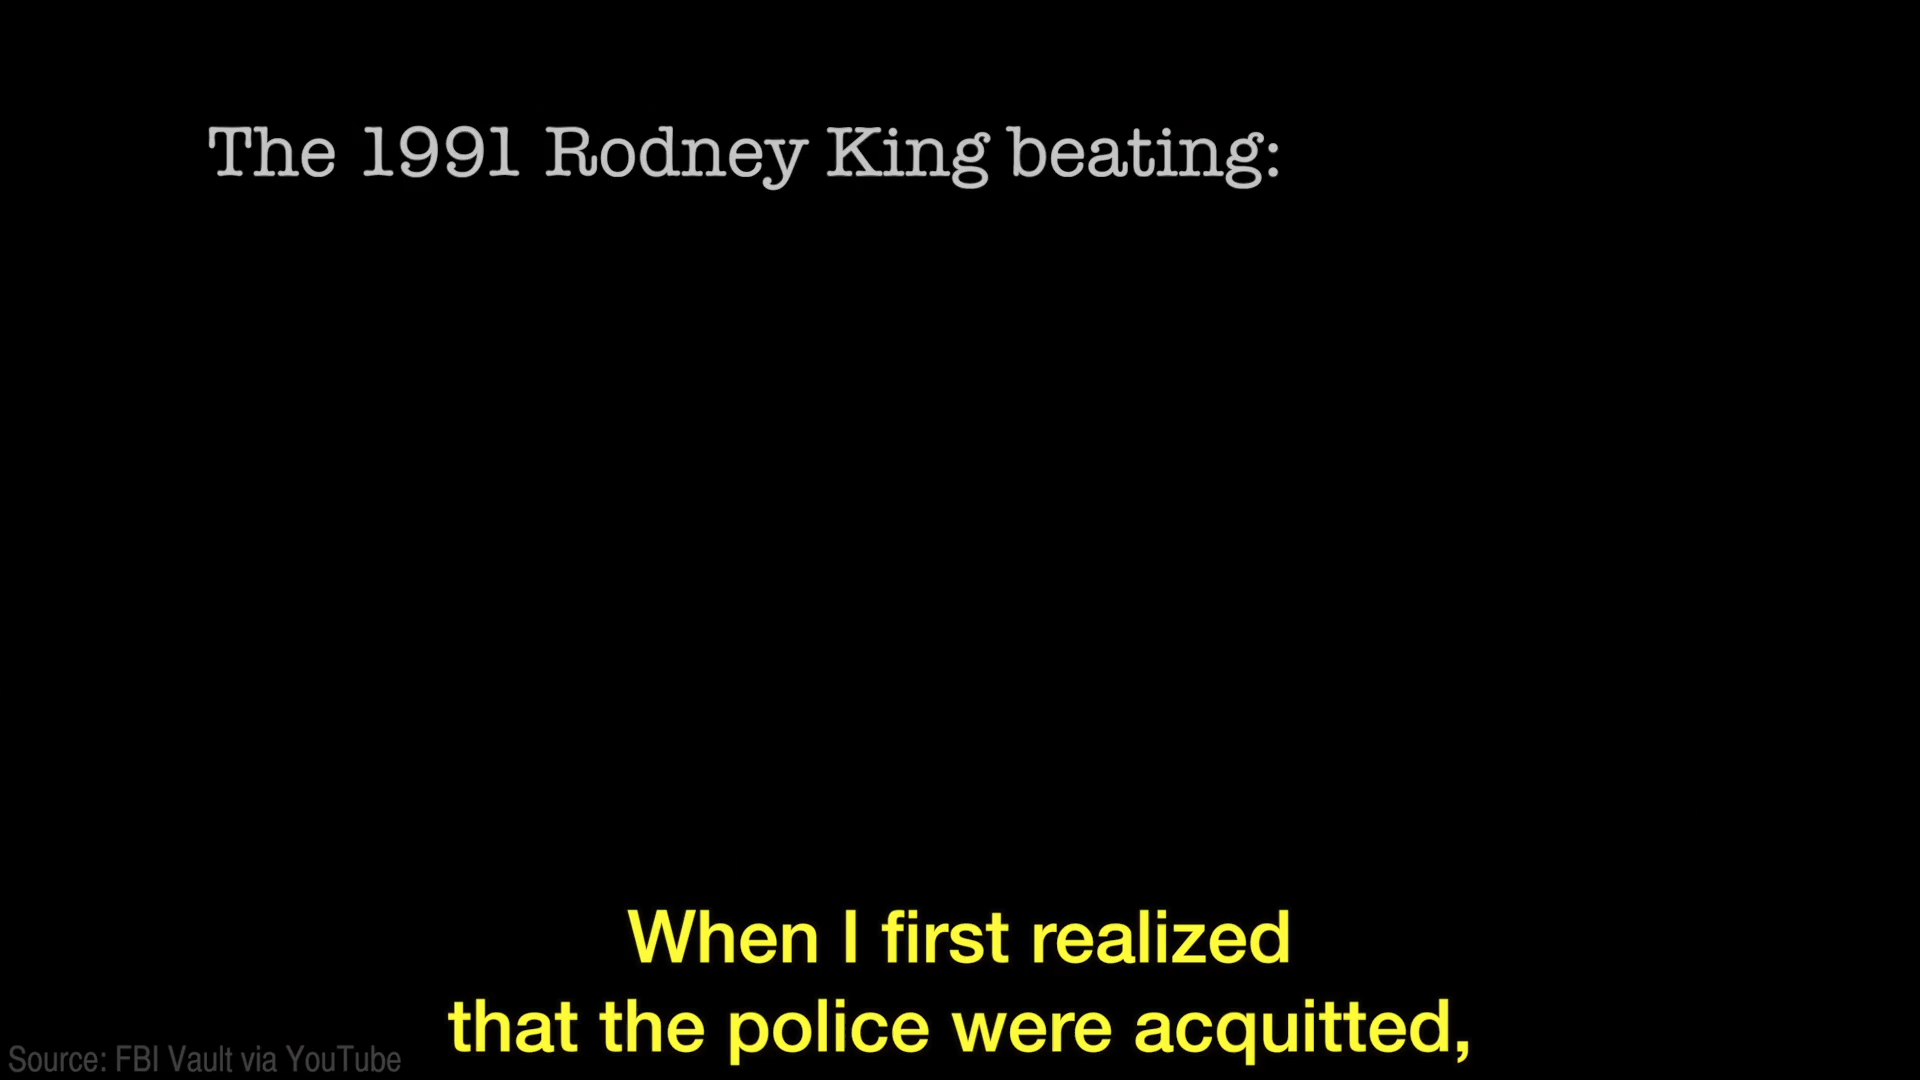 The 1991 Rodney King beating:
When I first realized
that the police were acquitted,
Source: FBI Vault via YouTube